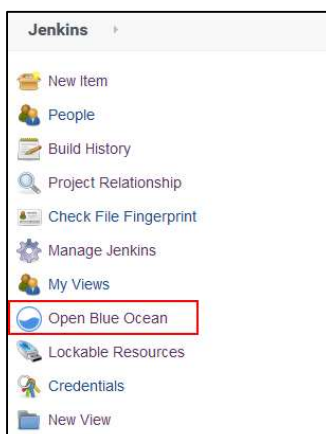 Jenkins
New Item
People
Build History
Project Relationship
Check File Fingerprint
Manage Jenkins
My Views
Open Blue Ocean
Lockable Resources
Credentials
New View